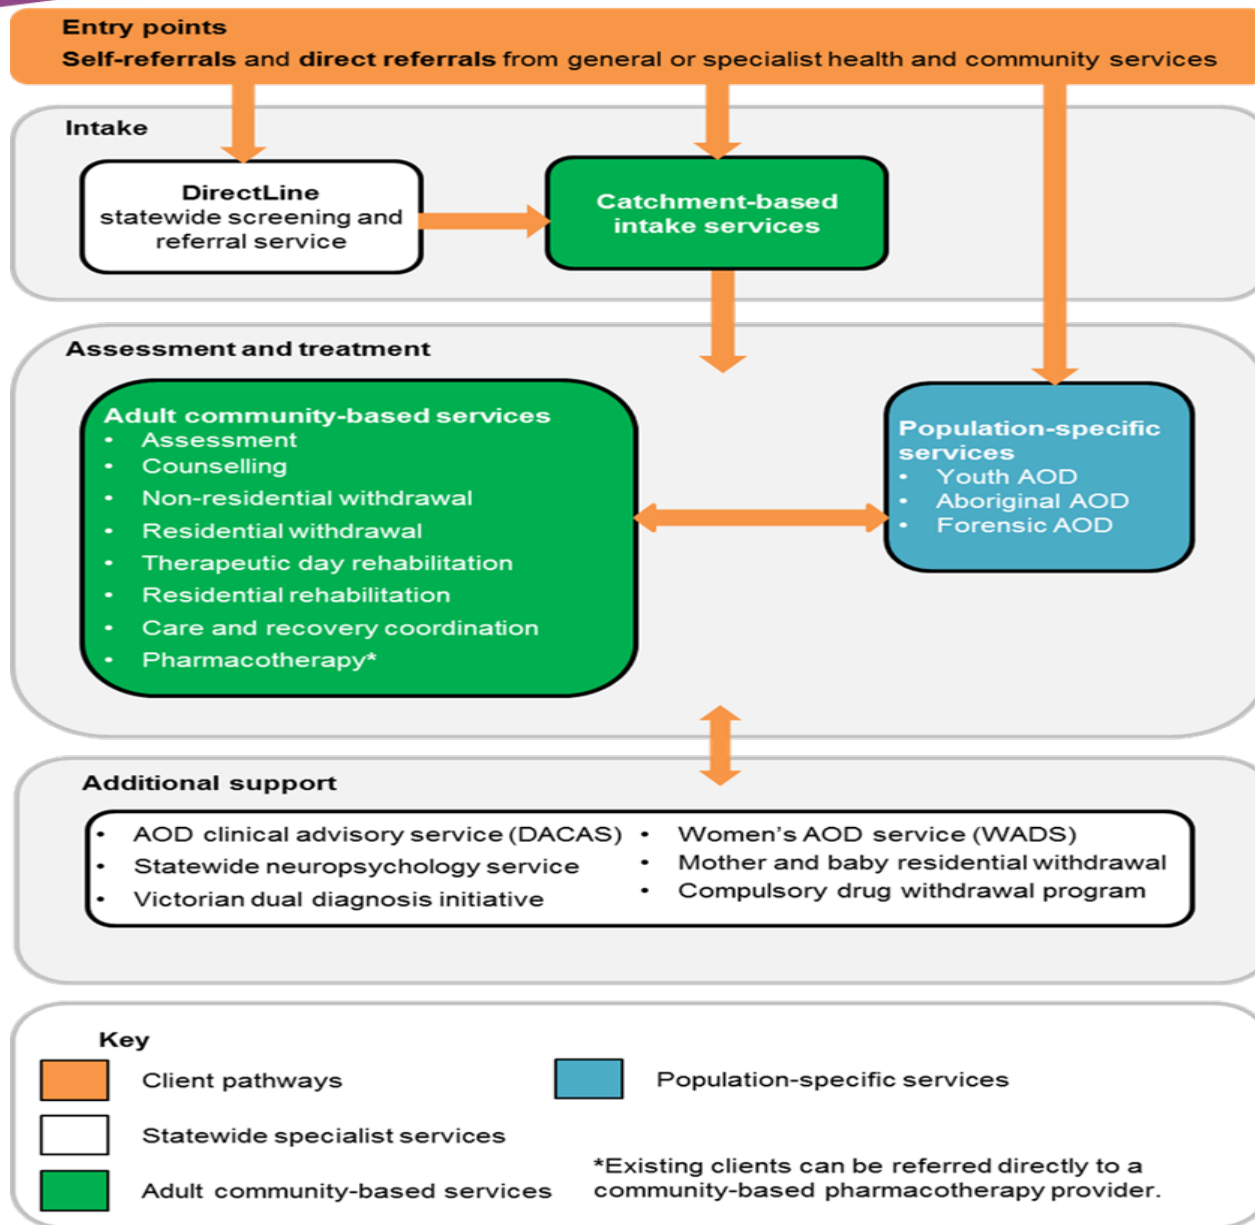 Entry points
Self-referrals and direct referrals from general or specialist health and community services
Intake
DirectLine
statewide screening and
referral service
Catchment-based
intake services
Assessment and treatment
Adult community-based services
• Assessment
• Counselling
• Non-residential withdrawal
• Residential withdrawal
• Therapeutic day rehabilitation
• Residential rehabilitation
• Care and recovery coordination
• Pharmacotherapy*
Population-specific
services
• Youth AOD
• Aboriginal AOD
• Forensic AOD
Additional support
• AOD clinical advisory service (DACAS)
• Statewide neuropsychology service
• Victorian dual diagnosis initiative
• Women's AOD service (WADS)
• Mother and baby residential withdrawal
• Compulsory drug withdrawal program
Key
Client pathways
Statewide specialist services
Adult community-based services
Population-specific services
*Existing clients can be referred directly to a
community-based pharmacotherapy provider.